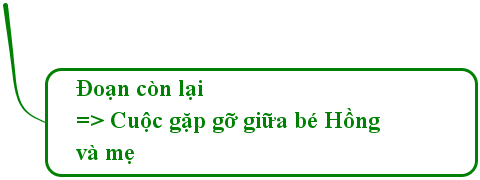 Đoạn còn lại
=> Cuộc gặp gỡ giữa bé Hồng
và mẹ